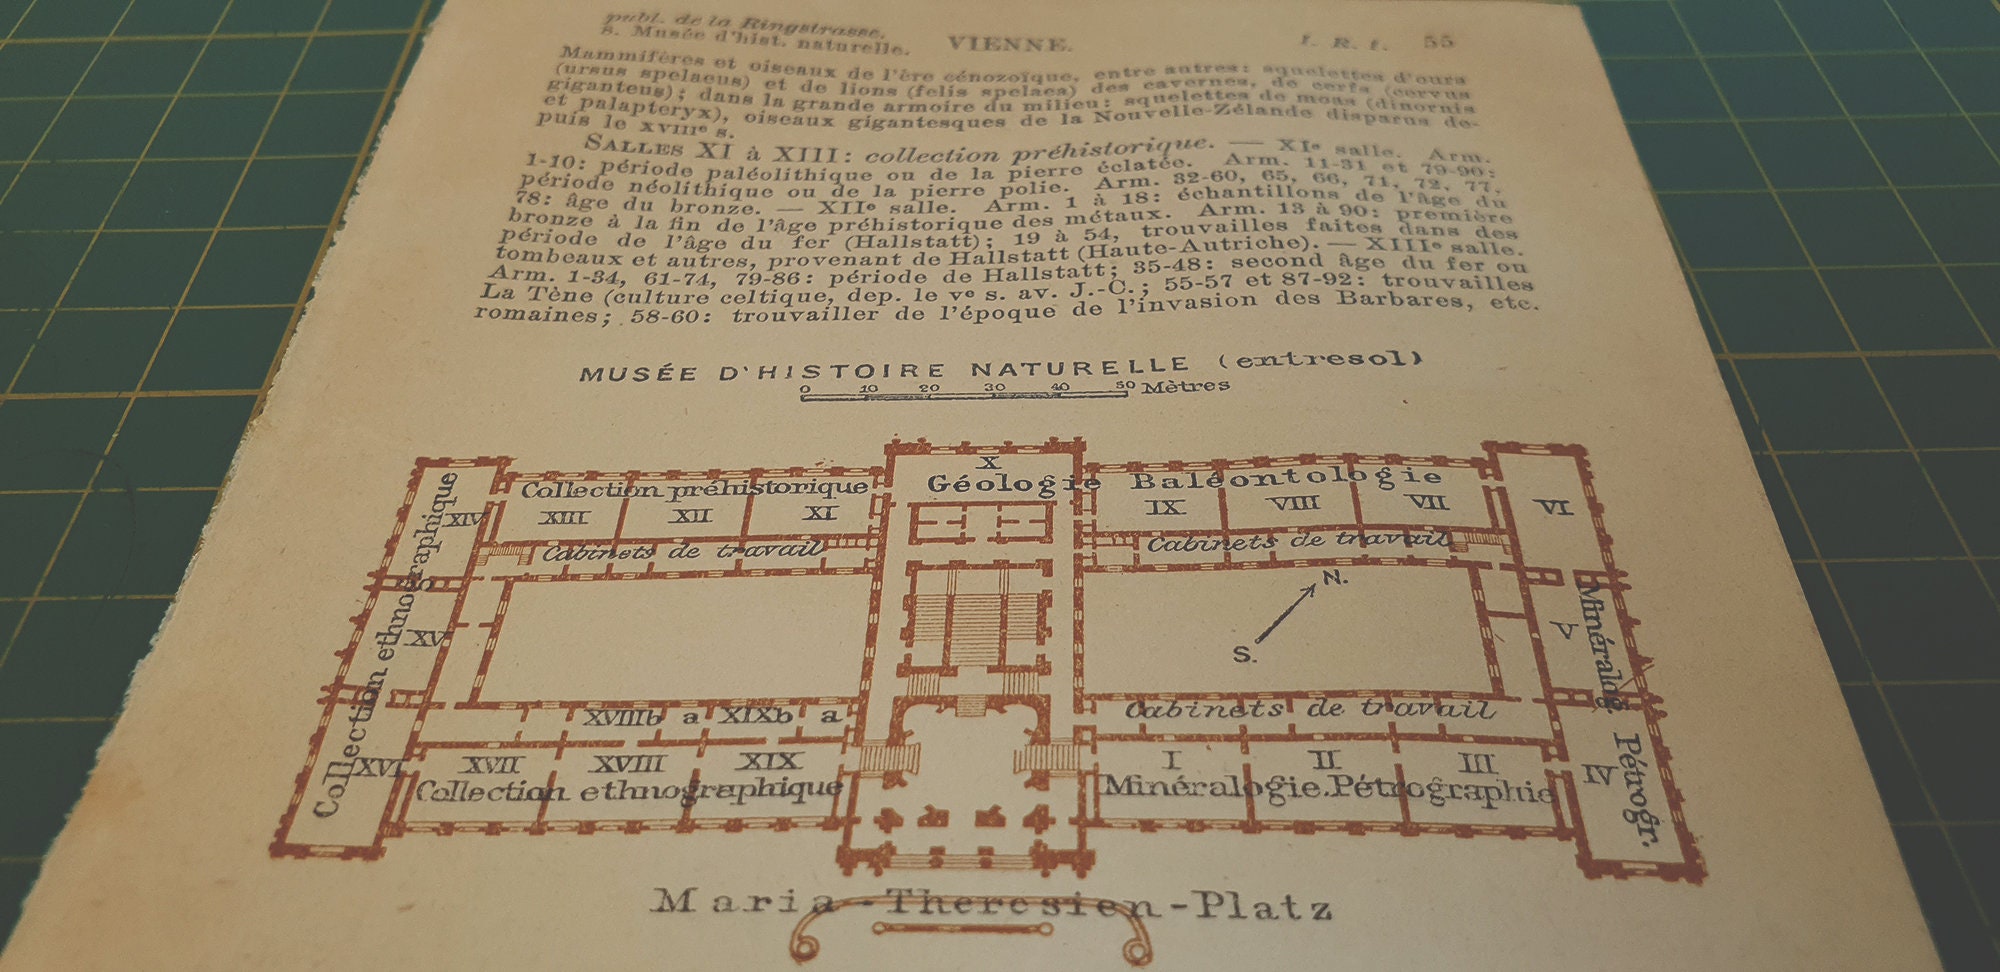 publ. de la Ringstrasse.
s. Musée d'hist. naturelle.
VIENNE.
I. R. f. 55
Mammifères et oiseaux de l'ère cénozoïque, entre autres: squelettes d'ours
(ursus spelaeus) et de lions (felis spelaea) des cavernes, de cerfs (cervus
giganteus); dans la grande armoire du milieu: squelettes de moas (dinornis
et palapteryx), oiseaux gigantesques de la Nouvelle-Zélande disparus de-
puis le XVIIIe s.
SALLES XI à XIII: collection préhistorique. — XIe salle. Arm.
1-10: période paléolithique ou de la pierre éclatée. Arm. 11-31 et 79-90:
période néolithique ou de la pierre polie. Arm. 32-60, 65, 66, 71, 72, 77,
78: âge du bronze. — XIIe salle. Arm. 1 à 18: échantillons de l'âge du
bronze à la fin de l'âge préhistorique des métaux. Arm. 13 à 90: première
période de l'âge du fer (Hallstatt); 19 à 54, trouvailles faites dans des
tombeaux et autres, provenant de Hallstatt (Haute-Autriche). — XIIIe salle.
Arm. 1-34, 61-74, 79-86: période de Hallstatt; 35-48: second âge du fer ou
La Tène (culture celtique, dep. le Ve s. av. J.-C.; 55-57 et 87-92: trouvailles
romaines; 58-60: trouvailler de l'époque de l'invasion des Barbares, etc.
MUSÉE D'HISTOIRE NATURELLE (entresol)
0 10 20 30 40 50 Mètres
X
Géologie Baléontologie
Collection préhistorique
XIII XII XI
IX VIII VII
VI
XIV
Cabinets de travail
Cabinets de travail
Collection ethnographique
XV
N.
S.
V
Minéralog. Pétrogr.
XVIIIb a XIXb a
Cabinets de travail
XVI XVII XVIII XIX
I II III IV
Collection ethnographique
Minéralogie. Pétrographie
Maria-Theresien-Platz